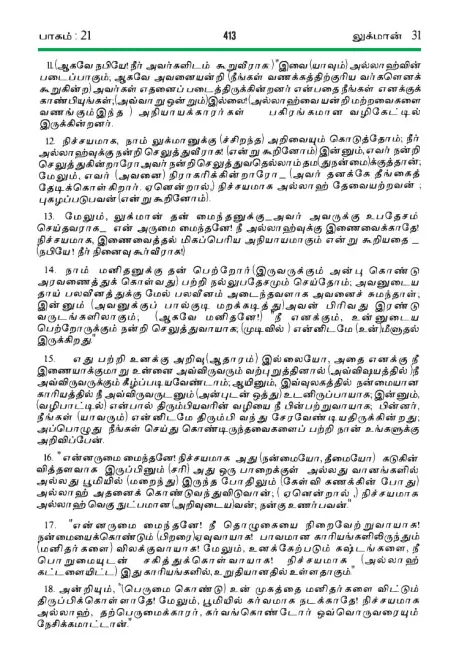 பாகம் : 21 413 லுக்மான் 31
11. (ஆகவே நபியே! நீர் அவர்களிடம் கூறுவீராக) "இவை (யாவும்) அல்லாஹ்வின்
படைப்பாகும்; ஆகவே அவனையன்றி (நீங்கள் வணக்கத்திற்குரிய வர்களெனக்
கூறுகின்ற) அவர்கள் எதனைப் படைத்திருக்கின்றனர் என்பதை நீங்கள் எனக்குக்
காண்பியுங்கள்; (அவ்வாறு ஒன்றும்) இல்லை! (அல்லாஹ்வையன்றி மற்றவைகளை
வணங்கும் இந்த ) அநியாயக்காரர்கள் பகிரங்கமான வழிகேட்டில்
இருக்கின்றனர்.
12. நிச்சயமாக, நாம் லுக்மானுக்கு (ச்சிறந்த) அறிவையும் கொடுத்தோம்; நீர்
அல்லாஹ்வுக்கு நன்றி செலுத்துவீராக! (என்று கூறினோம்) இன்னும், எவர் நன்றி
செலுத்துகின்றாரோ அவர் நன்றி செலுத்துவதெல்லாம் தம(து நன்மை)க்குத்தான்;
மேலும், எவர் (அவனை) நிராகரிக்கின்றாரோ_ (அவர் தனக்கே தீங்கைத்
தேடிக்கொள்கிறார். ஏனென்றால்,) நிச்சயமாக அல்லாஹ் தேவையற்றவன் ;
புகழப்படுபவன் (என்று கூறினோம்).
13. மேலும், லுக்மான் தன் மைந்தனுக்கு_ அவர் அவருக்கு உபதேசம்
செய்தவராக_ என் அருமை மைந்தனே! நீ அல்லாஹ்வுக்கு இணைவைக்காதே!
நிச்சயமாக, இணைவைத்தல் மிகப்பெரிய அநியாயமாகும் என்று கூறியதை _
(நபியே! நீர் நினைவு கூர்வீராக!)
14. நாம் மனிதனுக்கு தன் பெற்றோர் (இருவருக்கும் அன்பு கொண்டு
அரவணைத்துக் கொள்வது) பற்றி நல்லுபதேசமும் செய்தோம்; அவனுடைய
தாய் பலவீனத்துக்கு மேல் பலவீனம் அடைந்தவளாக அவனைச் சுமந்தாள்;
இன்னும் (அவனுக்குப் பால்குடி மறக்கடித்து) அவன் பிரிவது இரண்டு
வருடங்களிலாகும், (ஆகவே மனிதனே!) "நீ எனக்கும், உன்னுடைய
பெற்றோருக்கும் நன்றி செலுத்துவாயாக; (முடிவில் ) என்னிடமே (உன்) மீளுதல்
இருக்கிறது."
15. எது பற்றி உனக்கு அறிவு (ஆதாரம்) இல்லையோ, அதை எனக்கு நீ
இணையாக்குமாறு உன்னை அவ்விருவரும் வற்புறுத்தினால் (அவ்விஷயத்தில்) நீ
அவ்விருவருக்கும் கீழ்ப்படியவேண்டாம்; ஆயினும், இவ்வுலகத்தில் நன்மையான
காரியத்தில் நீ அவ்விருவருடனும் (அன்புடன் ஒத்து) உடனிருப்பாயாக; இன்னும்,
(வழிபாட்டில்) என்பால் திரும்பியவரின் வழியை நீ பின்பற்றுவாயாக; பின்னர்,
நீங்கள் (யாவரும்) என்னிடமே திரும்பி வந்து சேரவேண்டியதிருக்கின்றது;
அப்பொழுது நீங்கள் செய்து கொண்டிருந்தவைகளைப் பற்றி நான் உங்களுக்கு
அறிவிப்பேன்.
16. "என்னருமை மைந்தனே! நிச்சயமாக அது (நன்மையோ, தீமையோ) கடுகின்
வித்தளவாக இருப்பினும் (சரி) அது ஒரு பாறைக்குள் அல்லது வானங்களில்
அல்லது பூமியில் (மறைந்து) இருந்த போதிலும் (கேள்வி கணக்கின் போது)
அல்லாஹ் அதனைக் கொண்டுவந்துவிடுவான்; ( ஏனென்றால் ,) நிச்சயமாக
அல்லாஹ் வெகு நுட்பமான (அறிவுடைய)வன்; நன்கு உணர்பவன்."
17. "என்னருமை மைந்தனே! நீ தொழுகையை நிறைவேற்றுவாயாக!
நன்மையைக்கொண்டு (பிறரை) ஏவுவாயாக! பாவமான காரியங்களிலிருந்தும்
(மனிதர்களை) விலக்குவாயாக! மேலும், உனக்கேற்படும் கஷ்டங்களை, நீ
பொறுமையுடன் சகித்துக்கொள்வாயாக! நிச்சயமாக (அல்லாஹ்
கட்டளையிட்ட) இது காரியங்களில், உறுதியானதில் உள்ளதாகும்"
18. அன்றியும், "(பெருமை கொண்டு) உன் முகத்தை மனிதர்களை விட்டும்
திருப்பிக்கொள்ளாதே! மேலும், பூமியில் கர்வமாக நடக்காதே! நிச்சயமாக
அல்லாஹ், தற்பெருமைக்காரர், கர்வங்கொண்டோர் ஒவ்வொருவரையும்
நேசிக்கமாட்டான்."